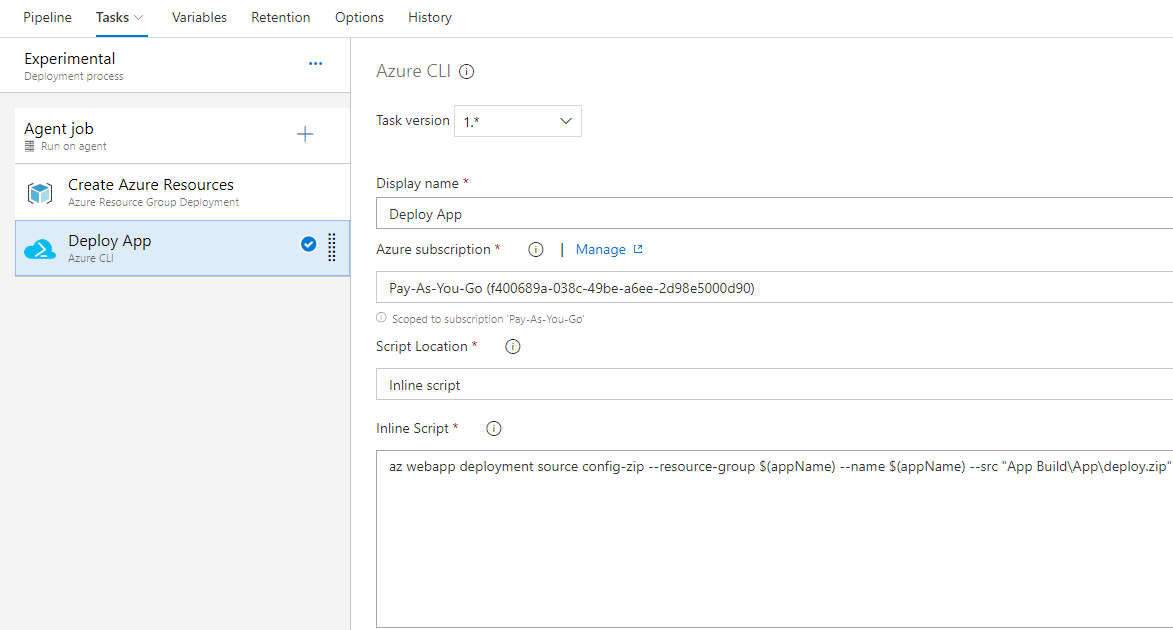 Pipeline Tasks Variables Retention Options History
Experimental
Deployment process
Agent job
Run on agent
Create Azure Resources
Azure Resource Group Deployment
Deploy App
Azure CLI
Azure CLI
Task version 1.*
Display name *
Deploy App
Azure subscription * | Manage
Pay-As-You-Go (f400689a-038c-49be-a6ee-2d98e5000d90)
Scoped to subscription 'Pay-As-You-Go'
Script Location *
Inline script
Inline Script *
az webapp deployment source config-zip --resource-group $(appName) --name $(appName) --src "App Build\App\deploy.zip"